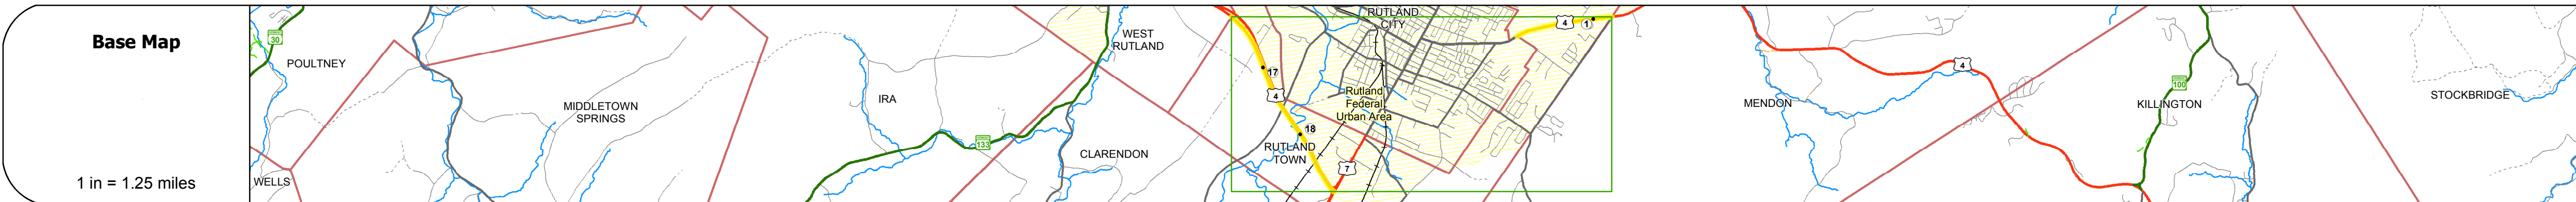 Base Map
1 in = 1.25 miles
30
POULTNEY
WELLS
MIDDLETOWN
SPRINGS
IRA
133
WEST
RUTLAND
CLARENDON
17
4
18
RUTLAND
TOWN
7
RUTLAND
CITY
Rutland
Federal
Urban Area
4
1
MENDON
4
100
KILLINGTON
STOCKBRIDGE